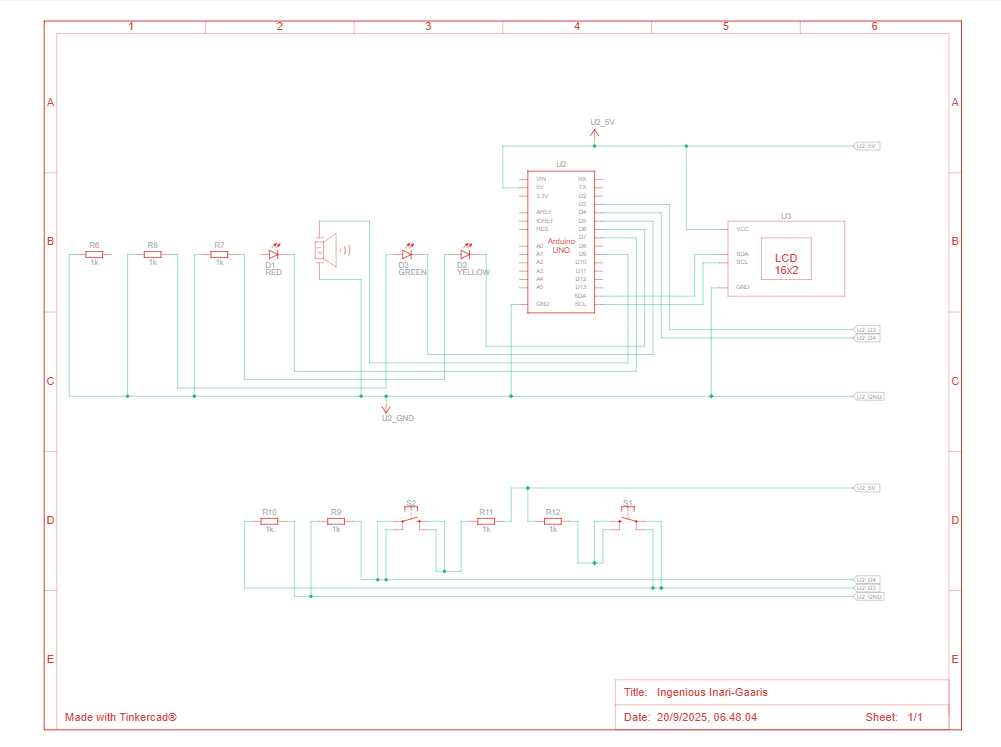 1 2 3 4 5 6
A A
U2_5V
U2_5V
U2
VIN RX
5V TX
3.3V D2
D3
AREF D4
IOREF D5
RES D6
D7
A0 D8
A1 D9
A2 D10
A3 D11
A4 D12
A5 D13
SDA
GND SCL
Arduino
UNO
U3
VCC
SDA
SCL
GND
LCD
16x2
B B
R6 R8 R7
1k 1k 1k
D1
RED
D3
GREEN
D2
YELLOW
U2_D3
U2_D4
C C
U2_GND
U2_GND
U2_5V
D D
R10 R9 S2 R11 R12 S1
1k 1k 1k 1k
U2_D4
U2_D3
U2_GND
E E
Title: Ingenious Inari-Gaaris
Made with Tinkercad®
Date: 20/9/2025, 06.48.04 Sheet: 1/1